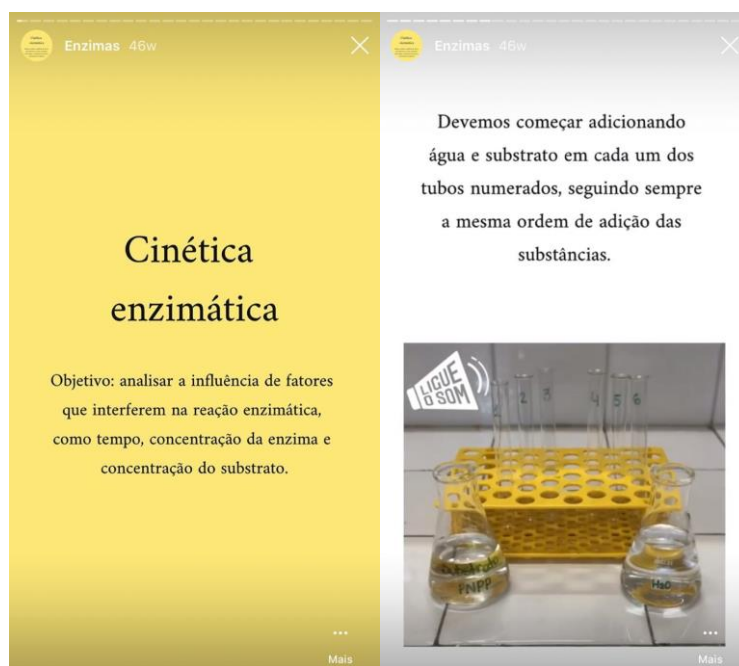 Enzimas 46w
Cinética
enzimática
Objetivo: analisar a influência de fatores
que interferem na reação enzimática,
como tempo, concentração da enzima e
concentração do substrato.
Mais
Enzimas 46w
Devemos começar adicionando
água e substrato em cada um dos
tubos numerados, seguindo sempre
a mesma ordem de adição das
substâncias.
LIGUE
O SOM
2 3 4 5 6
Substrato
PNPP
H2O
Mais